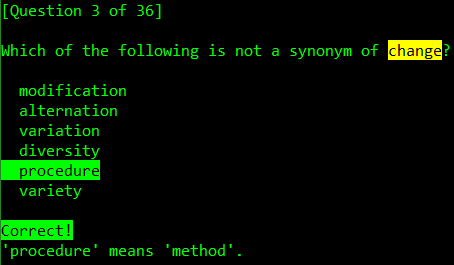 [Question 3 of 36]
Which of the following is not a synonym of change?
modification
alternation
variation
diversity
procedure
variety
Correct!
'procedure' means 'method'.